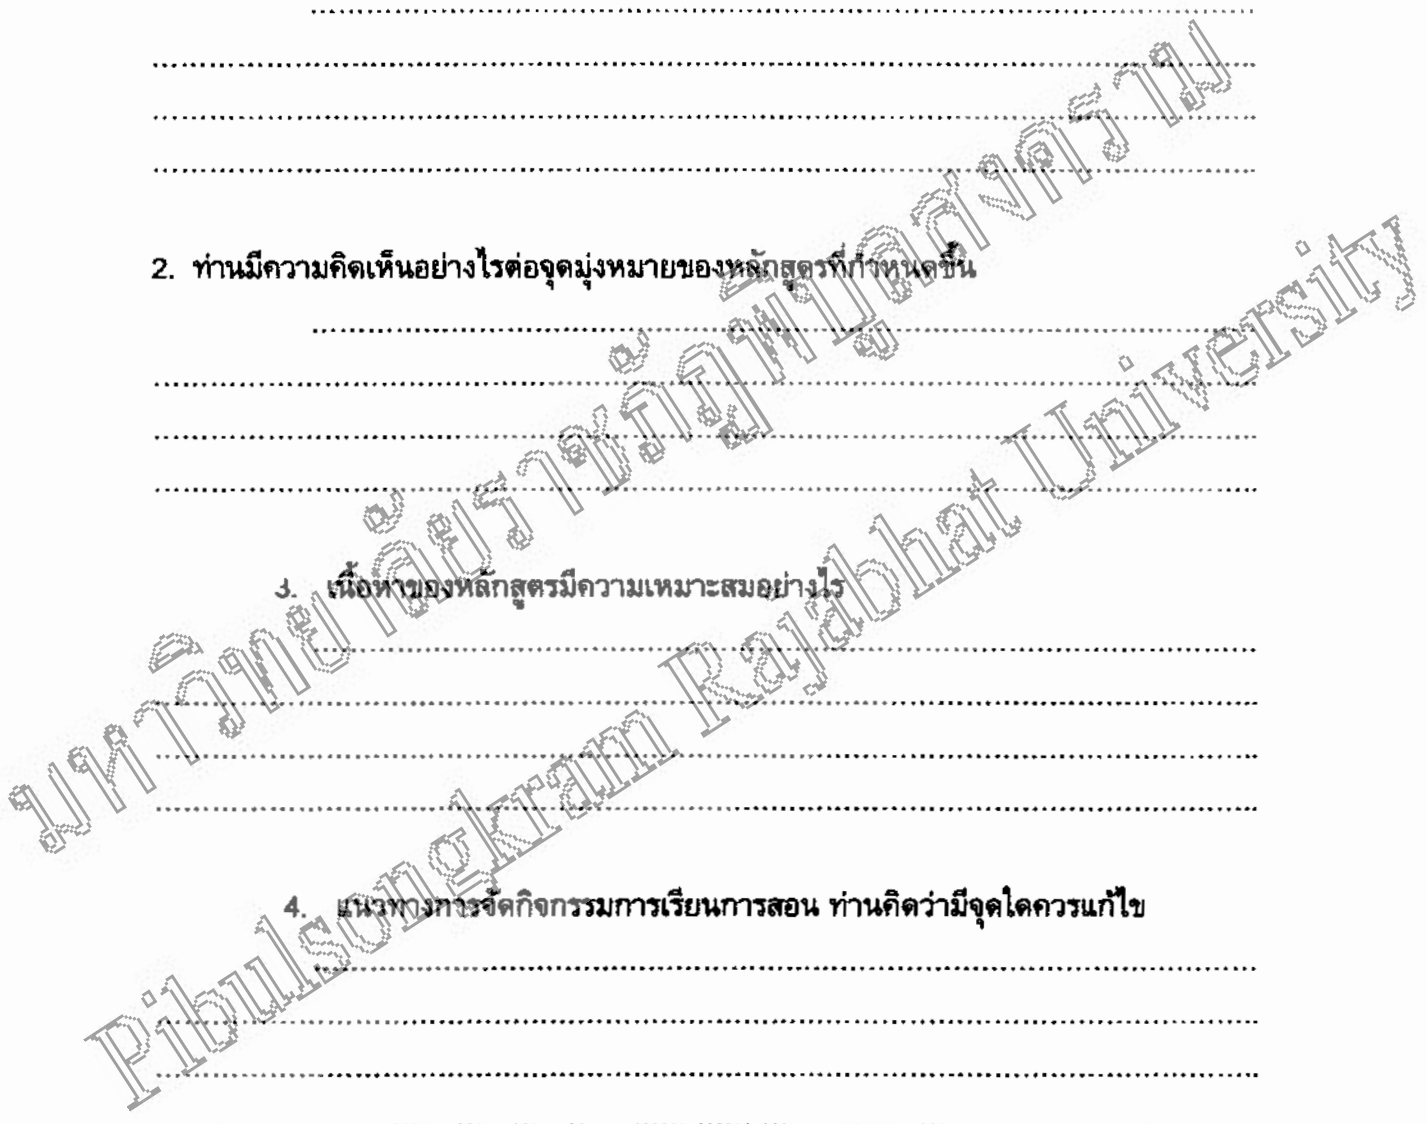 2. ท่านมีความคิดเห็นอย่างไรต่อจุดมุ่งหมายของหลักสูตรที่กำหนดขึ้น
3. เนื้อหาของหลักสูตรมีความเหมาะสมอย่างไร
4. แนวทางการจัดกิจกรรมการเรียนการสอน ท่านคิดว่ามีจุดใดควรแก้ไข
มหาวิทยาลัยราชภัฏพิบูลสงคราม
Pibulsongkram Rajabhat University